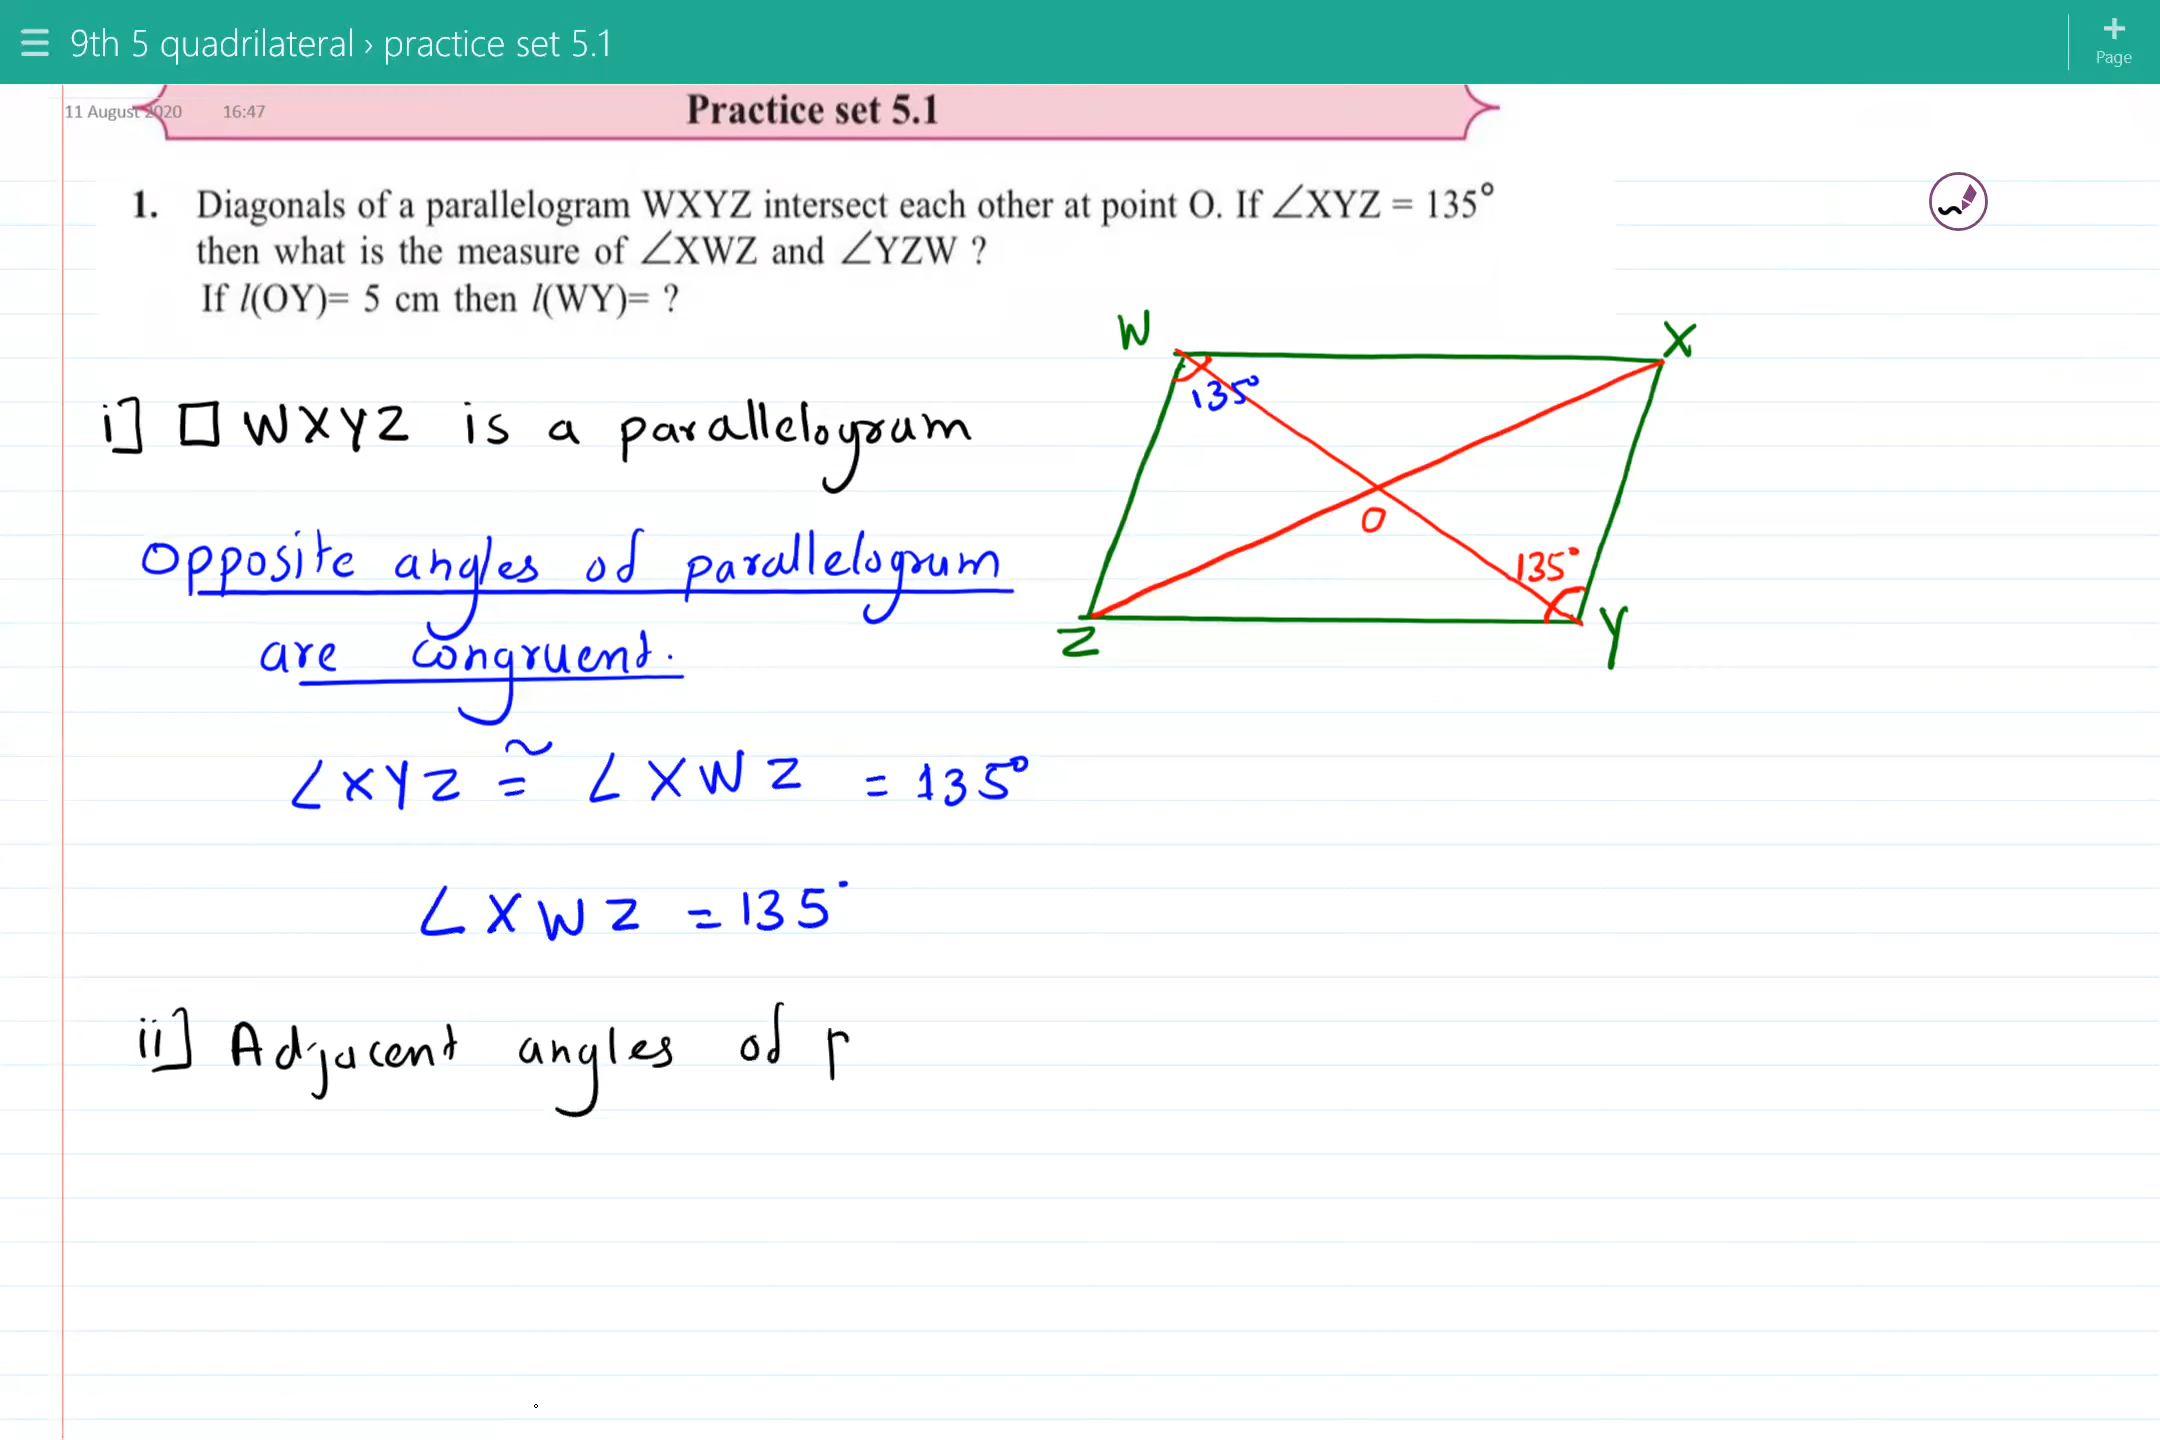 9th 5 quadrilateral › practice set 5.1
Page
Practice set 5.1
11 August 2020 16:47
1. Diagonals of a parallelogram WXYZ intersect each other at point O. If ∠XYZ = 135°
then what is the measure of ∠XWZ and ∠YZW ?
If l(OY)= 5 cm then l(WY)= ?
W
X
135°
O
135°
Z
Y
i] □ WXYZ is a parallelogram
Opposite angles of parallelogram
are congruent.
∠XYZ ≅ ∠XWZ = 135°
∠XWZ = 135°
ii] Adjacent angles of p